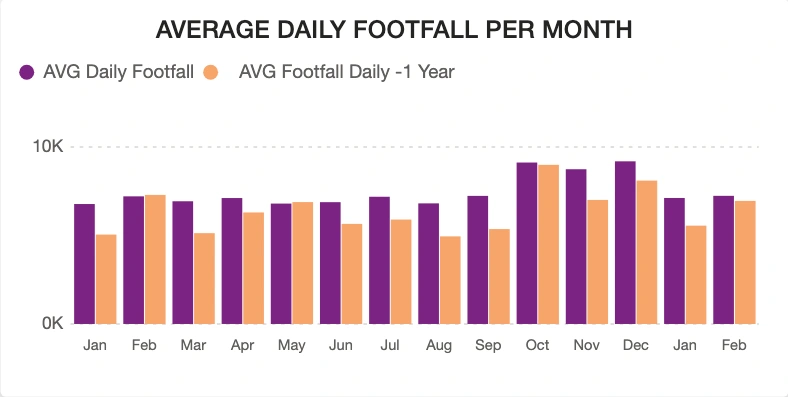 AVERAGE DAILY FOOTFALL PER MONTH
AVG Daily Footfall AVG Footfall Daily -1 Year
10K
0K
Jan Feb Mar Apr May Jun Jul Aug Sep Oct Nov Dec Jan Feb